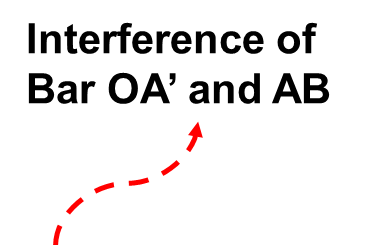 Interference of
Bar OA’ and AB